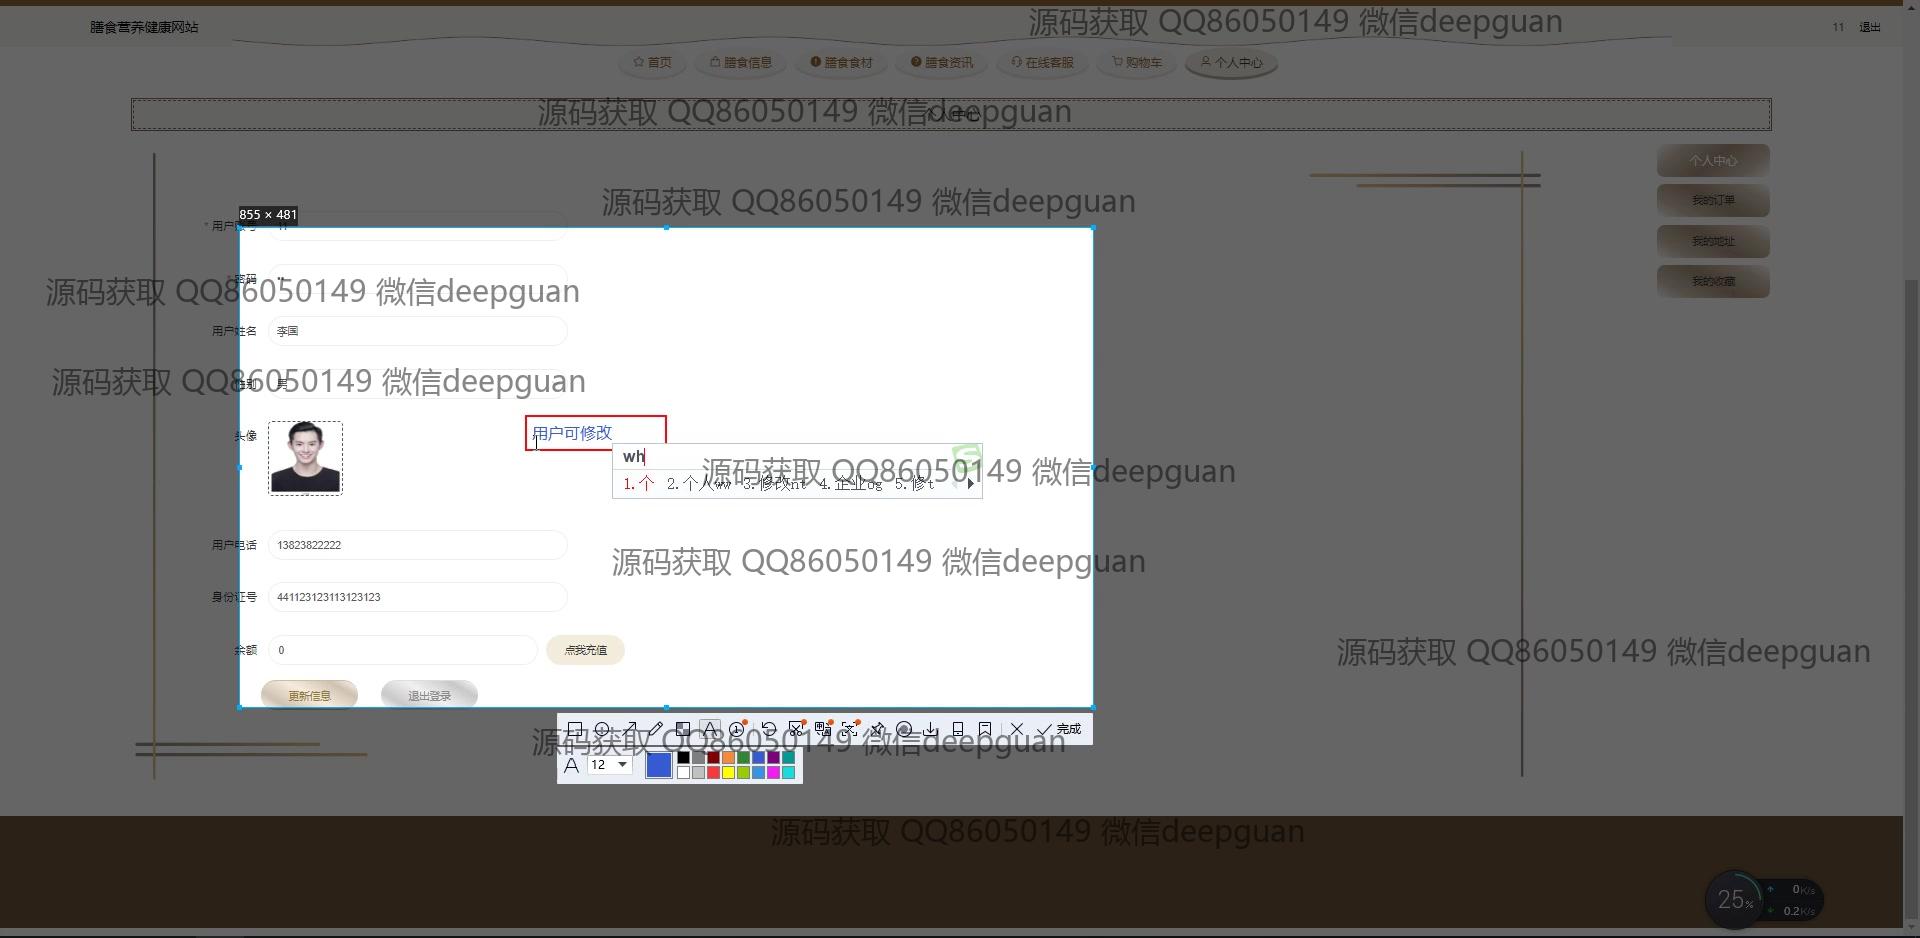 膳食营养健康网站
源码获取 QQ86050149 微信deepguan
11 退出
首页 膳食信息 膳食食材 膳食资讯 在线客服 购物车 个人中心
源码获取 QQ86050149 微信deepguan
个人中心
个人中心
源码获取 QQ86050149 微信deepguan
我的订单
855 × 481
* 用户账号 11
我的地址
* 密码
源码获取 QQ86050149 微信deepguan
我的收藏
用户姓名 李国
性别 男
源码获取 QQ86050149 微信deepguan
头像
用户可修改
wh
源码获取 QQ86050149 微信deepguan
1.个 2.个人ww 3.修改nt 4.企业og 5.修t
用户电话 13823822222
源码获取 QQ86050149 微信deepguan
身份证号 441123123113123123
余额 0 点我充值
源码获取 QQ86050149 微信deepguan
更新信息 退出登录
完成
源码获取 QQ86050149 微信deepguan
A 12
源码获取 QQ86050149 微信deepguan
25%
0K/s
0.2K/s